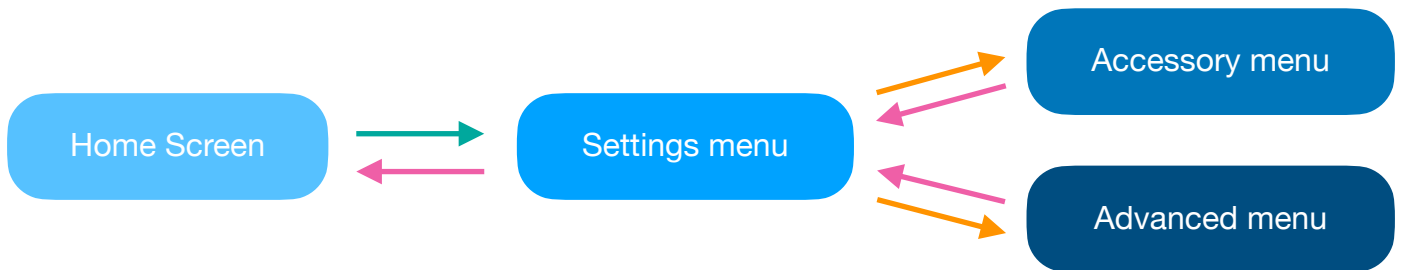 Home Screen
Settings menu
Accessory menu
Advanced menu